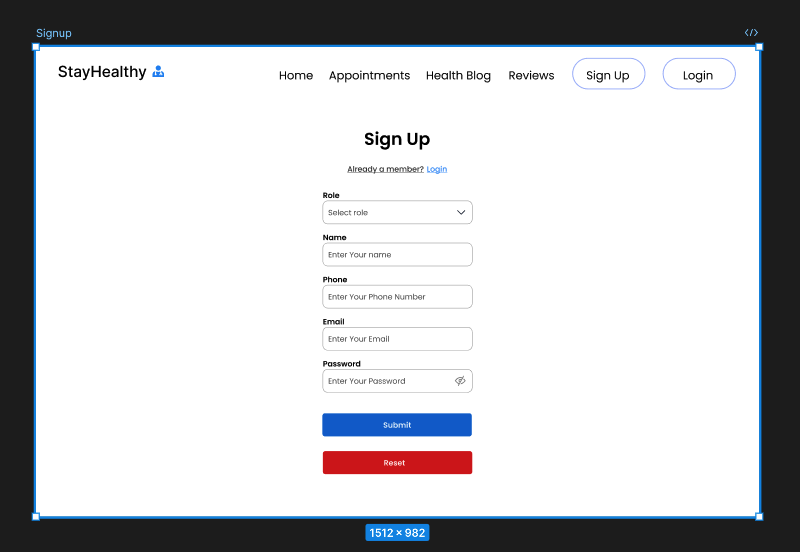 Signup
</>
StayHealthy
Home Appointments Health Blog Reviews Sign Up Login
Sign Up
Already a member? Login
Role
Select role
Name
Enter Your name
Phone
Enter Your Phone Number
Email
Enter Your Email
Password
Enter Your Password
Submit
Reset
1512 × 982